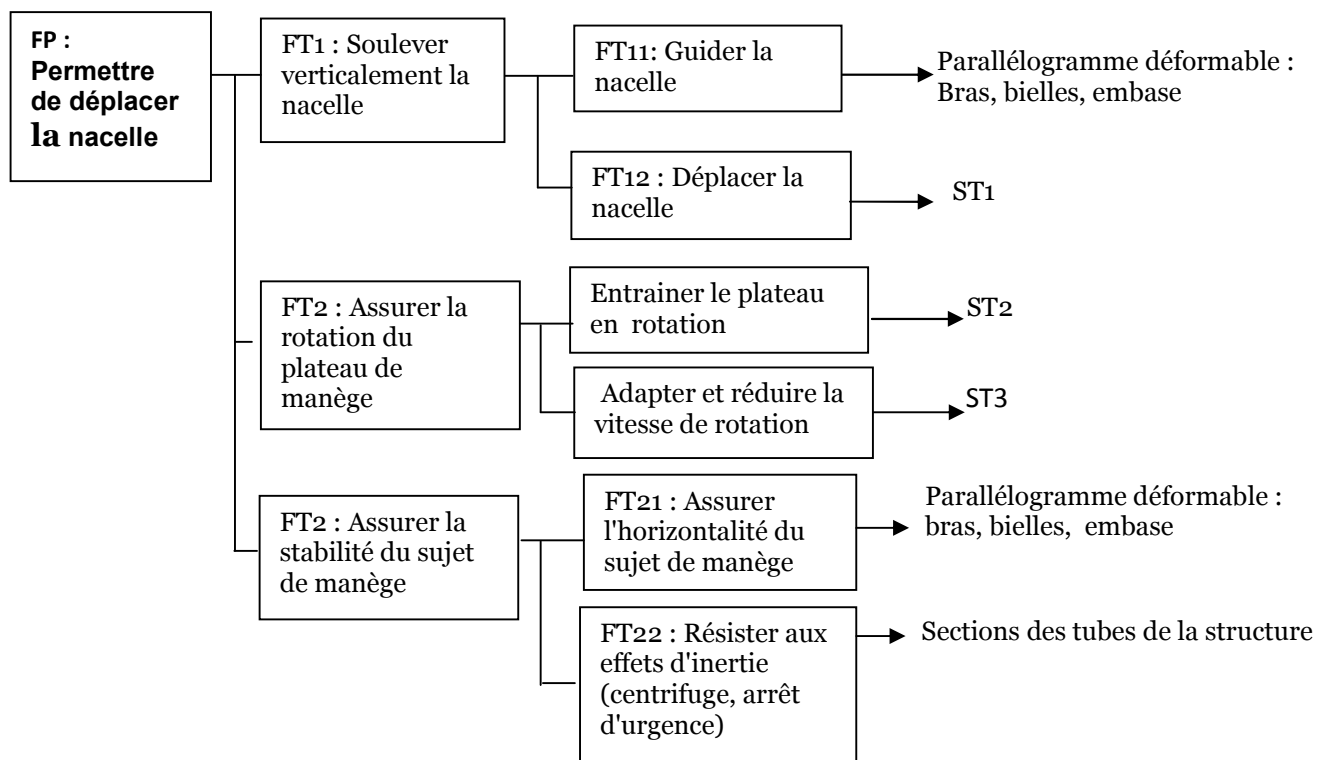 FP :
Permettre
de déplacer
la nacelle
FT1 : Soulever
verticalement la
nacelle
FT11: Guider la
nacelle
Parallélogramme déformable :
Bras, bielles, embase
FT12 : Déplacer la
nacelle
ST1
FT2 : Assurer la
rotation du
plateau de
manège
Entrainer le plateau
en rotation
ST2
Adapter et réduire la
vitesse de rotation
ST3
FT2 : Assurer la
stabilité du sujet
de manège
FT21 : Assurer
l'horizontalité du
sujet de manège
Parallélogramme déformable :
bras, bielles, embase
FT22 : Résister aux
effets d'inertie
(centrifuge, arrêt
d'urgence)
Sections des tubes de la structure